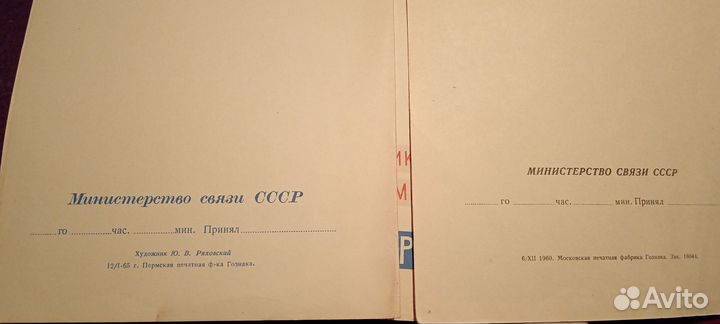 Министерство связи СССР
го час. мин. Принял
Художник Ю. В. Ряховский
12/I-65 г. Пермская печатная ф-ка Гознака.
ИК
М
Р
МИНИСТЕРСТВО СВЯЗИ СССР
го час. мин. Принял
6/XII 1960. Московская печатная фабрика Гознака. Зак.
Avito